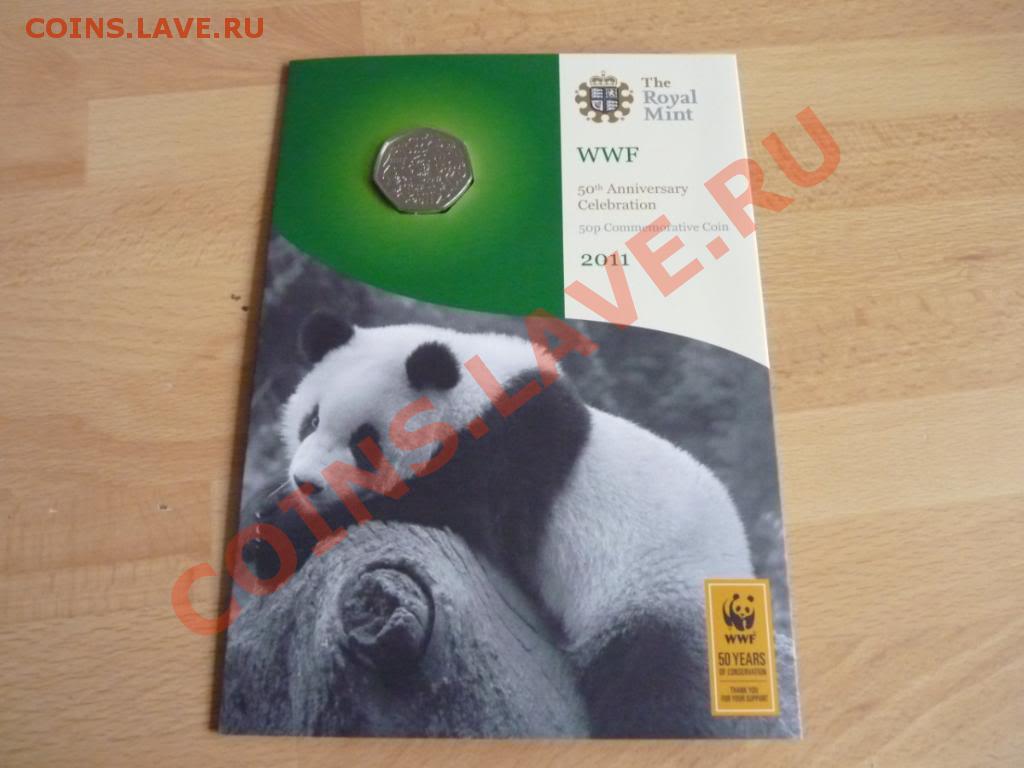 COINS.LAVE.RU
The
Royal
Mint
WWF
50th Anniversary
Celebration
50p Commemorative Coin
2011
COINS.LAVE.RU
WWF
50 YEARS
OF CONSERVATION
THANK YOU
FOR YOUR SUPPORT